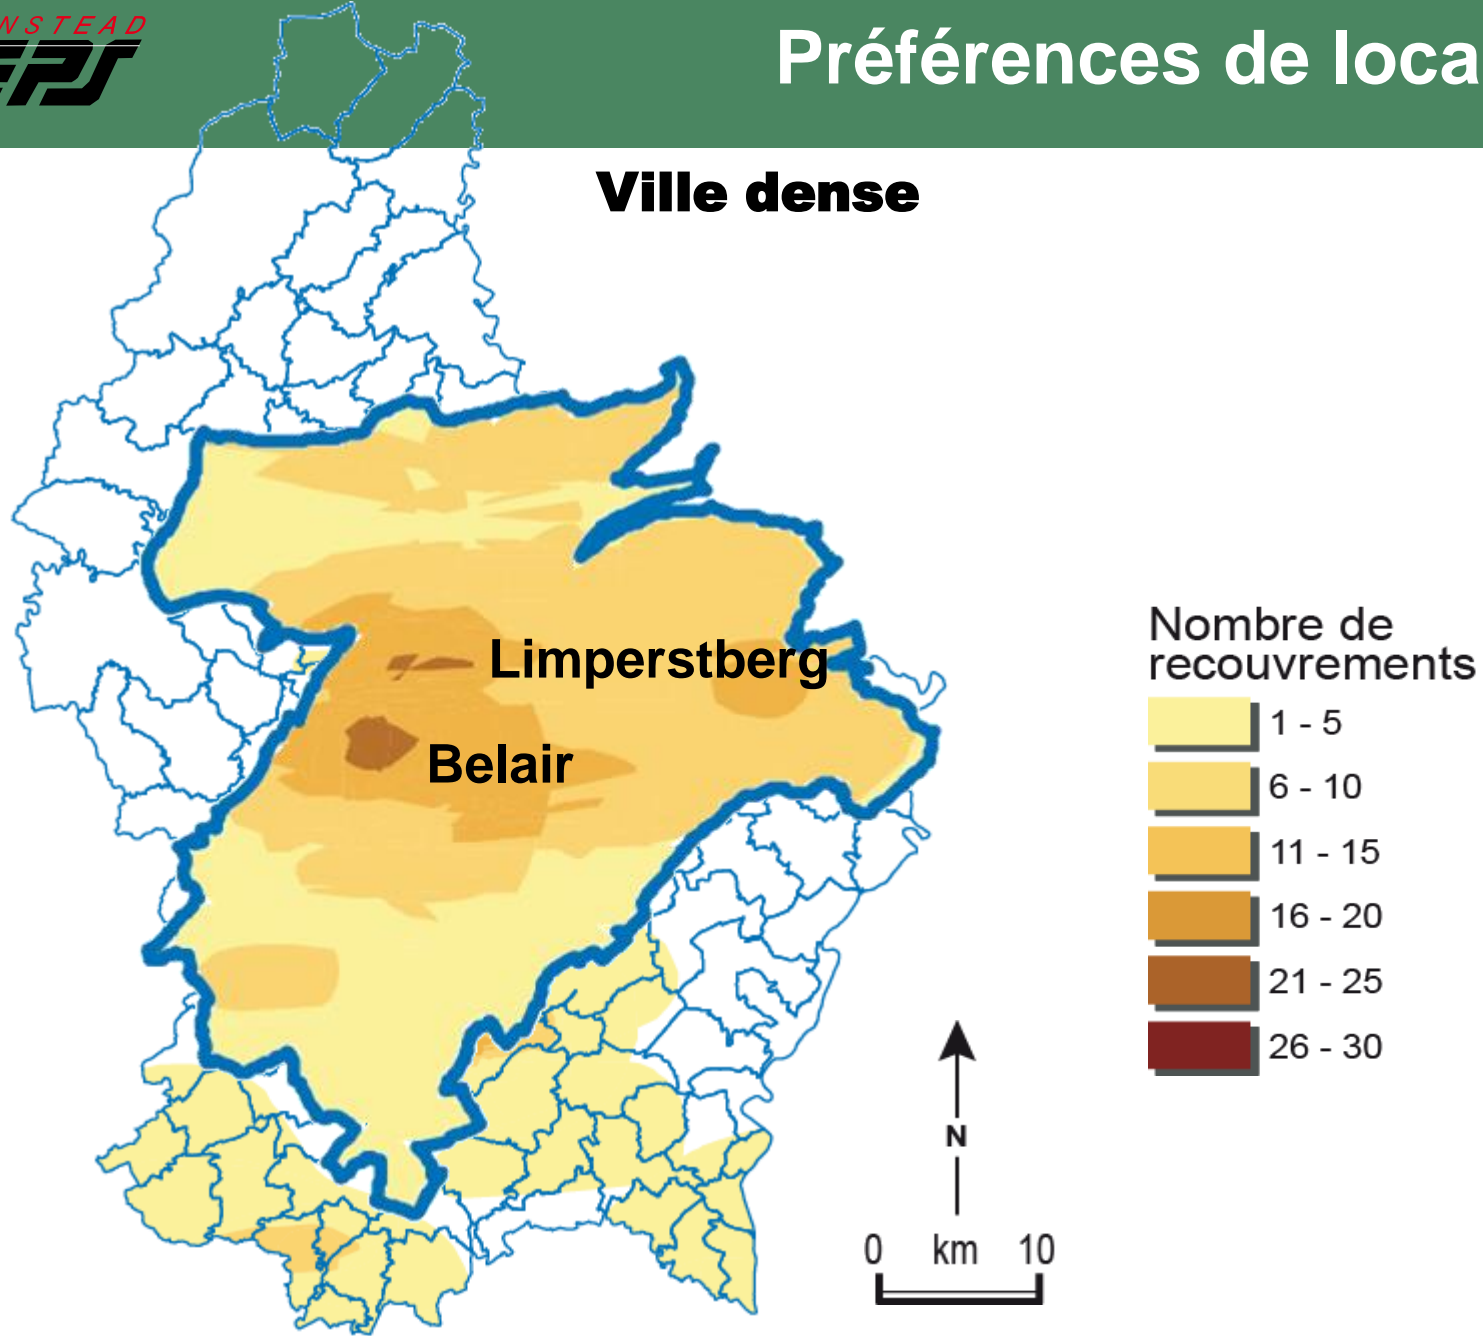 NSTEAD
EPS
Préférences de loca
Ville dense
Limperstberg
Belair
Nombre de
recouvrements
1 - 5
6 - 10
11 - 15
16 - 20
21 - 25
26 - 30
N
0 km 10